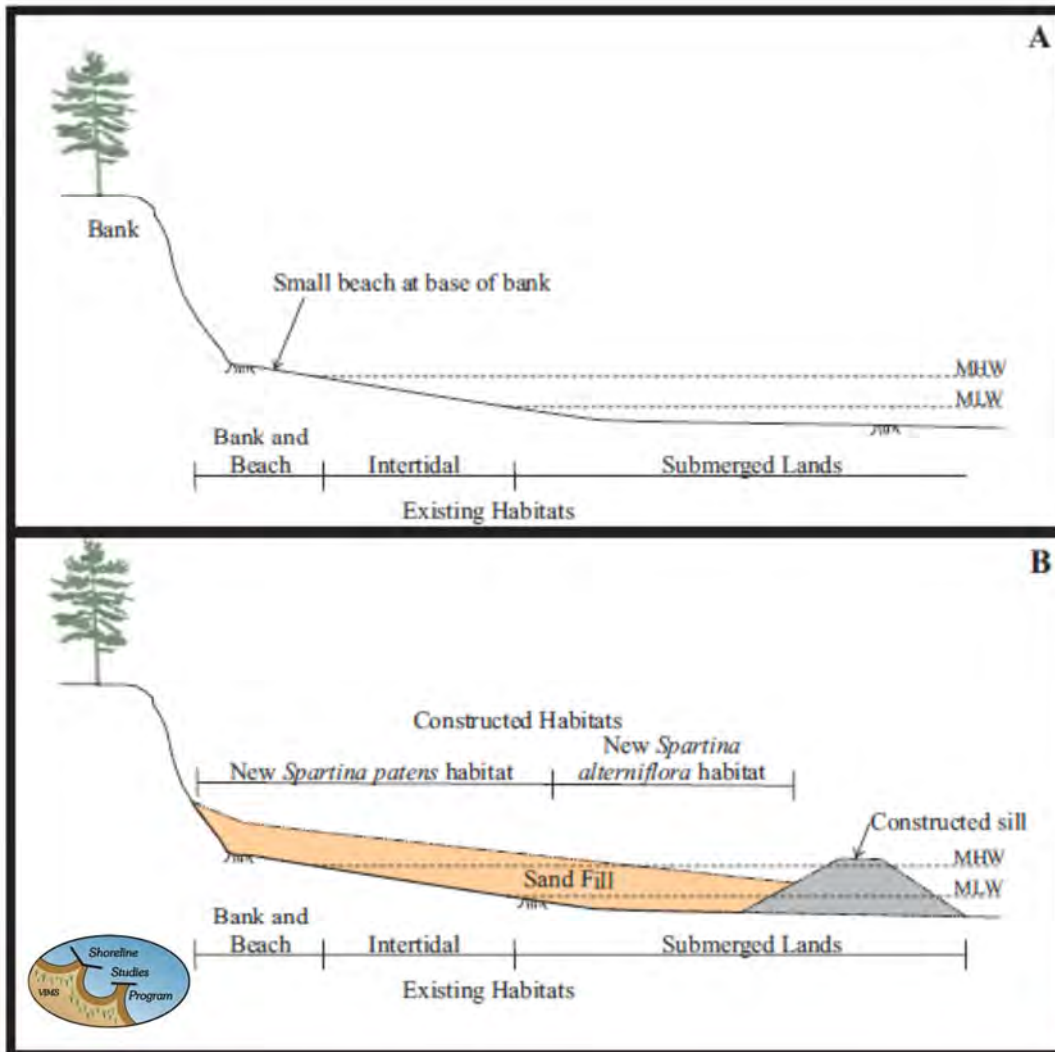 A
Bank
Small beach at base of bank
MHW
MLW
Bank and
Beach
Intertidal
Submerged Lands
Existing Habitats
B
Constructed Habitats
New Spartina patens habitat
New Spartina
alterniflora habitat
Constructed sill
MHW
Sand Fill
MLW
Bank and
Beach
Intertidal
Submerged Lands
Existing Habitats
Shoreline
Studies
VIMS
Program